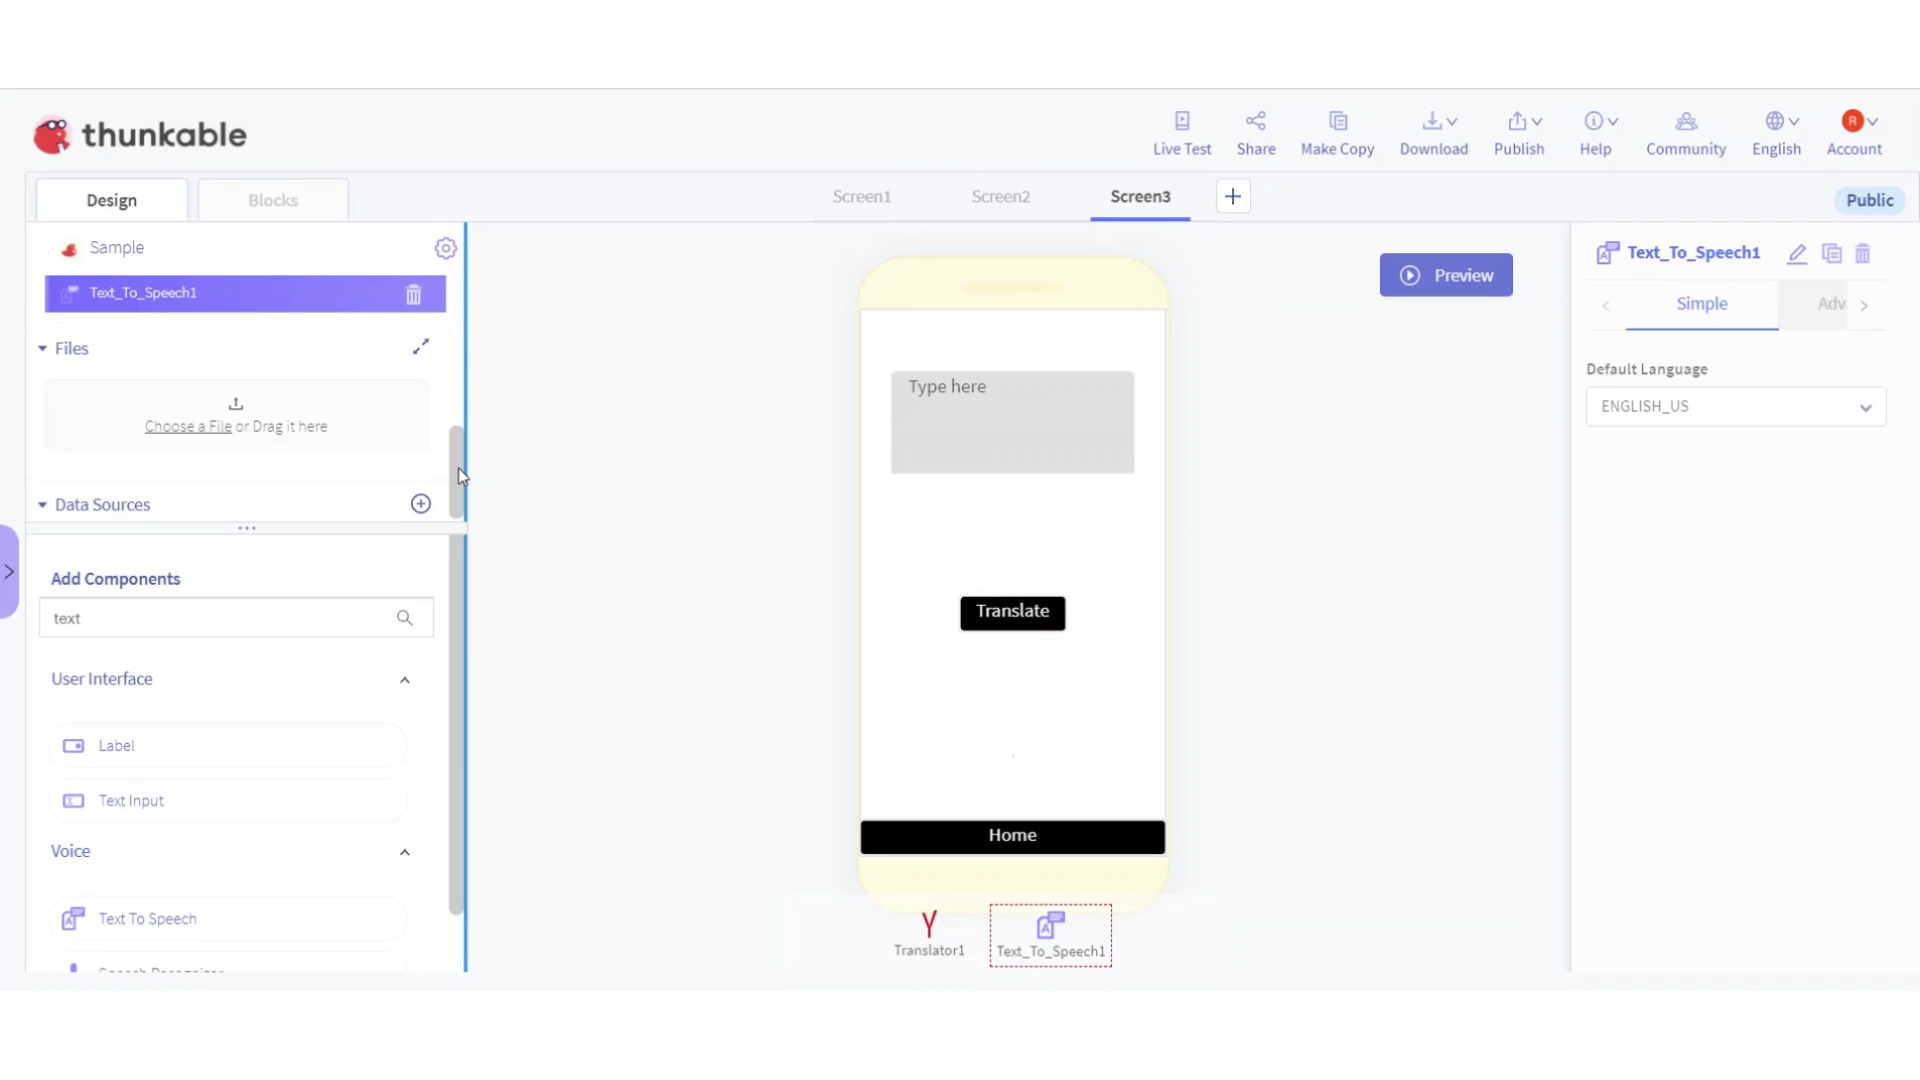 thunkable
Live Test
Share
Make Copy
Download
Publish
Help
Community
English
R
Account
Design
Blocks
Screen1
Screen2
Screen3
Public
Sample
Text_To_Speech1
Files
Choose a File or Drag it here
Data Sources
Add Components
text
User Interface
Label
Text Input
Voice
Text To Speech
Speech Recognizer
Preview
Type here
Translate
Home
Translator1
Text_To_Speech1
Text_To_Speech1
Simple
Adv
Default Language
ENGLISH_US